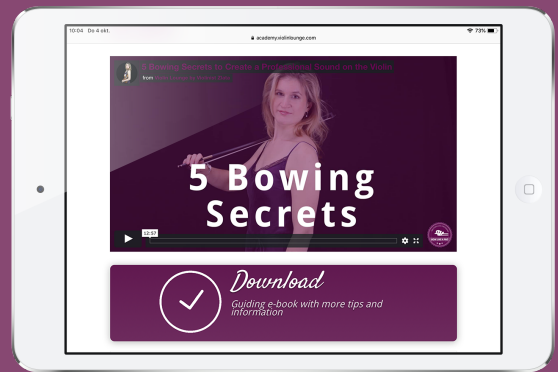 10:04 Do 4 okt.
academy.violinlounge.com
73%
5 Bowing Secrets to Create a Professional Sound on the Violin
from
5 Bowing
Secrets
12:57
Download
Guiding e-book with more tips and
information